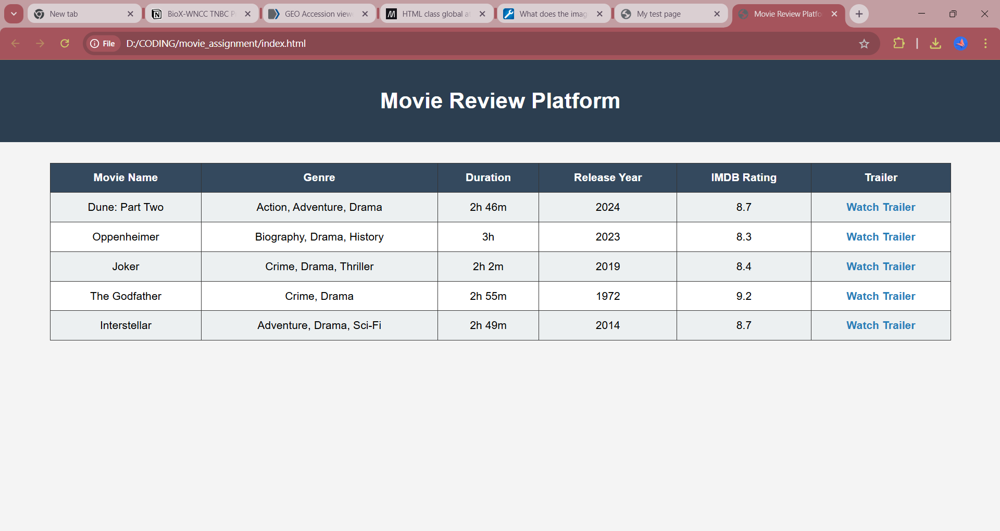 New tab
BioX-WNCC TNBC P
GEO Accession view
HTML class global a
What does the imag
My test page
Movie Review Platfo
File
D:/CODING/movie_assignment/index.html
Movie Review Platform
Movie Name Genre Duration Release Year IMDB Rating Trailer
Dune: Part Two Action, Adventure, Drama 2h 46m 2024 8.7 Watch Trailer
Oppenheimer Biography, Drama, History 3h 2023 8.3 Watch Trailer
Joker Crime, Drama, Thriller 2h 2m 2019 8.4 Watch Trailer
The Godfather Crime, Drama 2h 55m 1972 9.2 Watch Trailer
Interstellar Adventure, Drama, Sci-Fi 2h 49m 2014 8.7 Watch Trailer